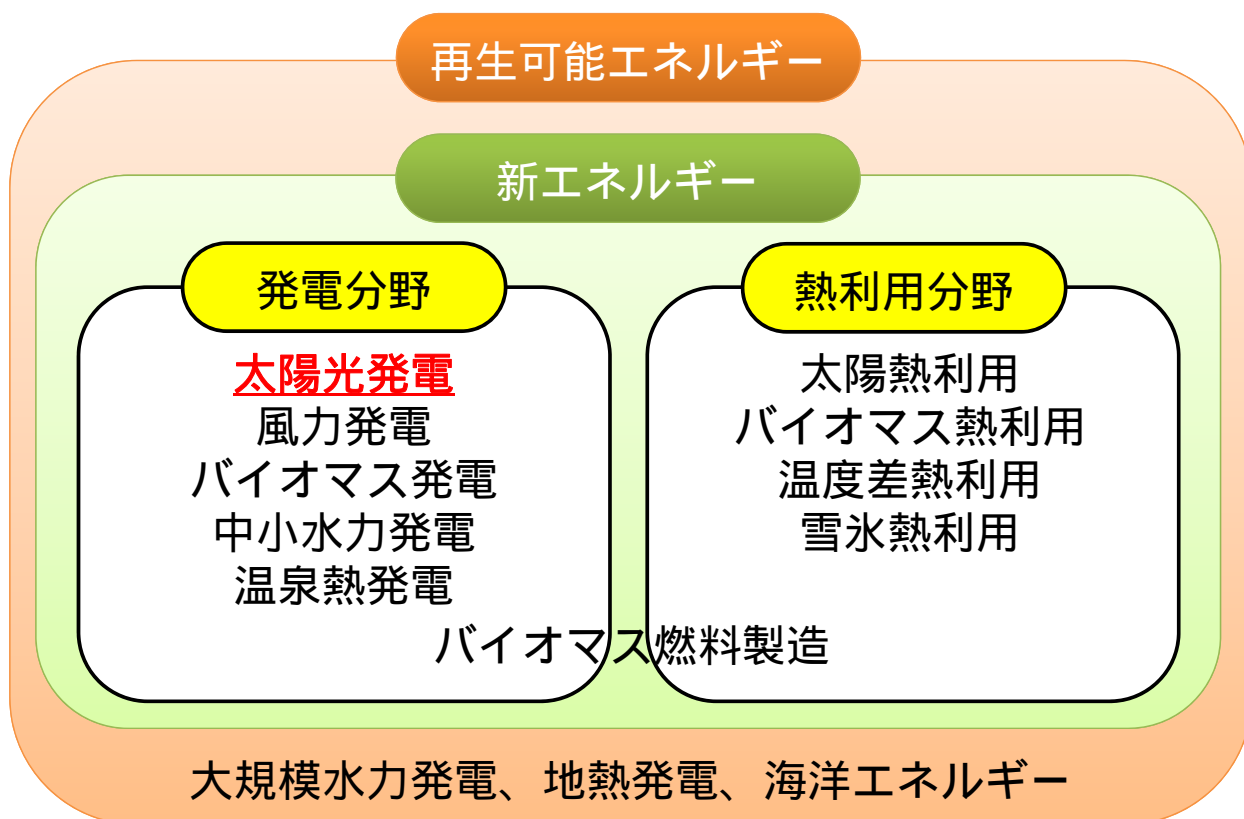 再生可能エネルギー
新エネルギー
発電分野
太陽光発電
風力発電
バイオマス発電
中小水力発電
温泉熱発電
熱利用分野
太陽熱利用
バイオマス熱利用
温度差熱利用
雪氷熱利用
バイオマス燃料製造
大規模水力発電、地熱発電、海洋エネルギー